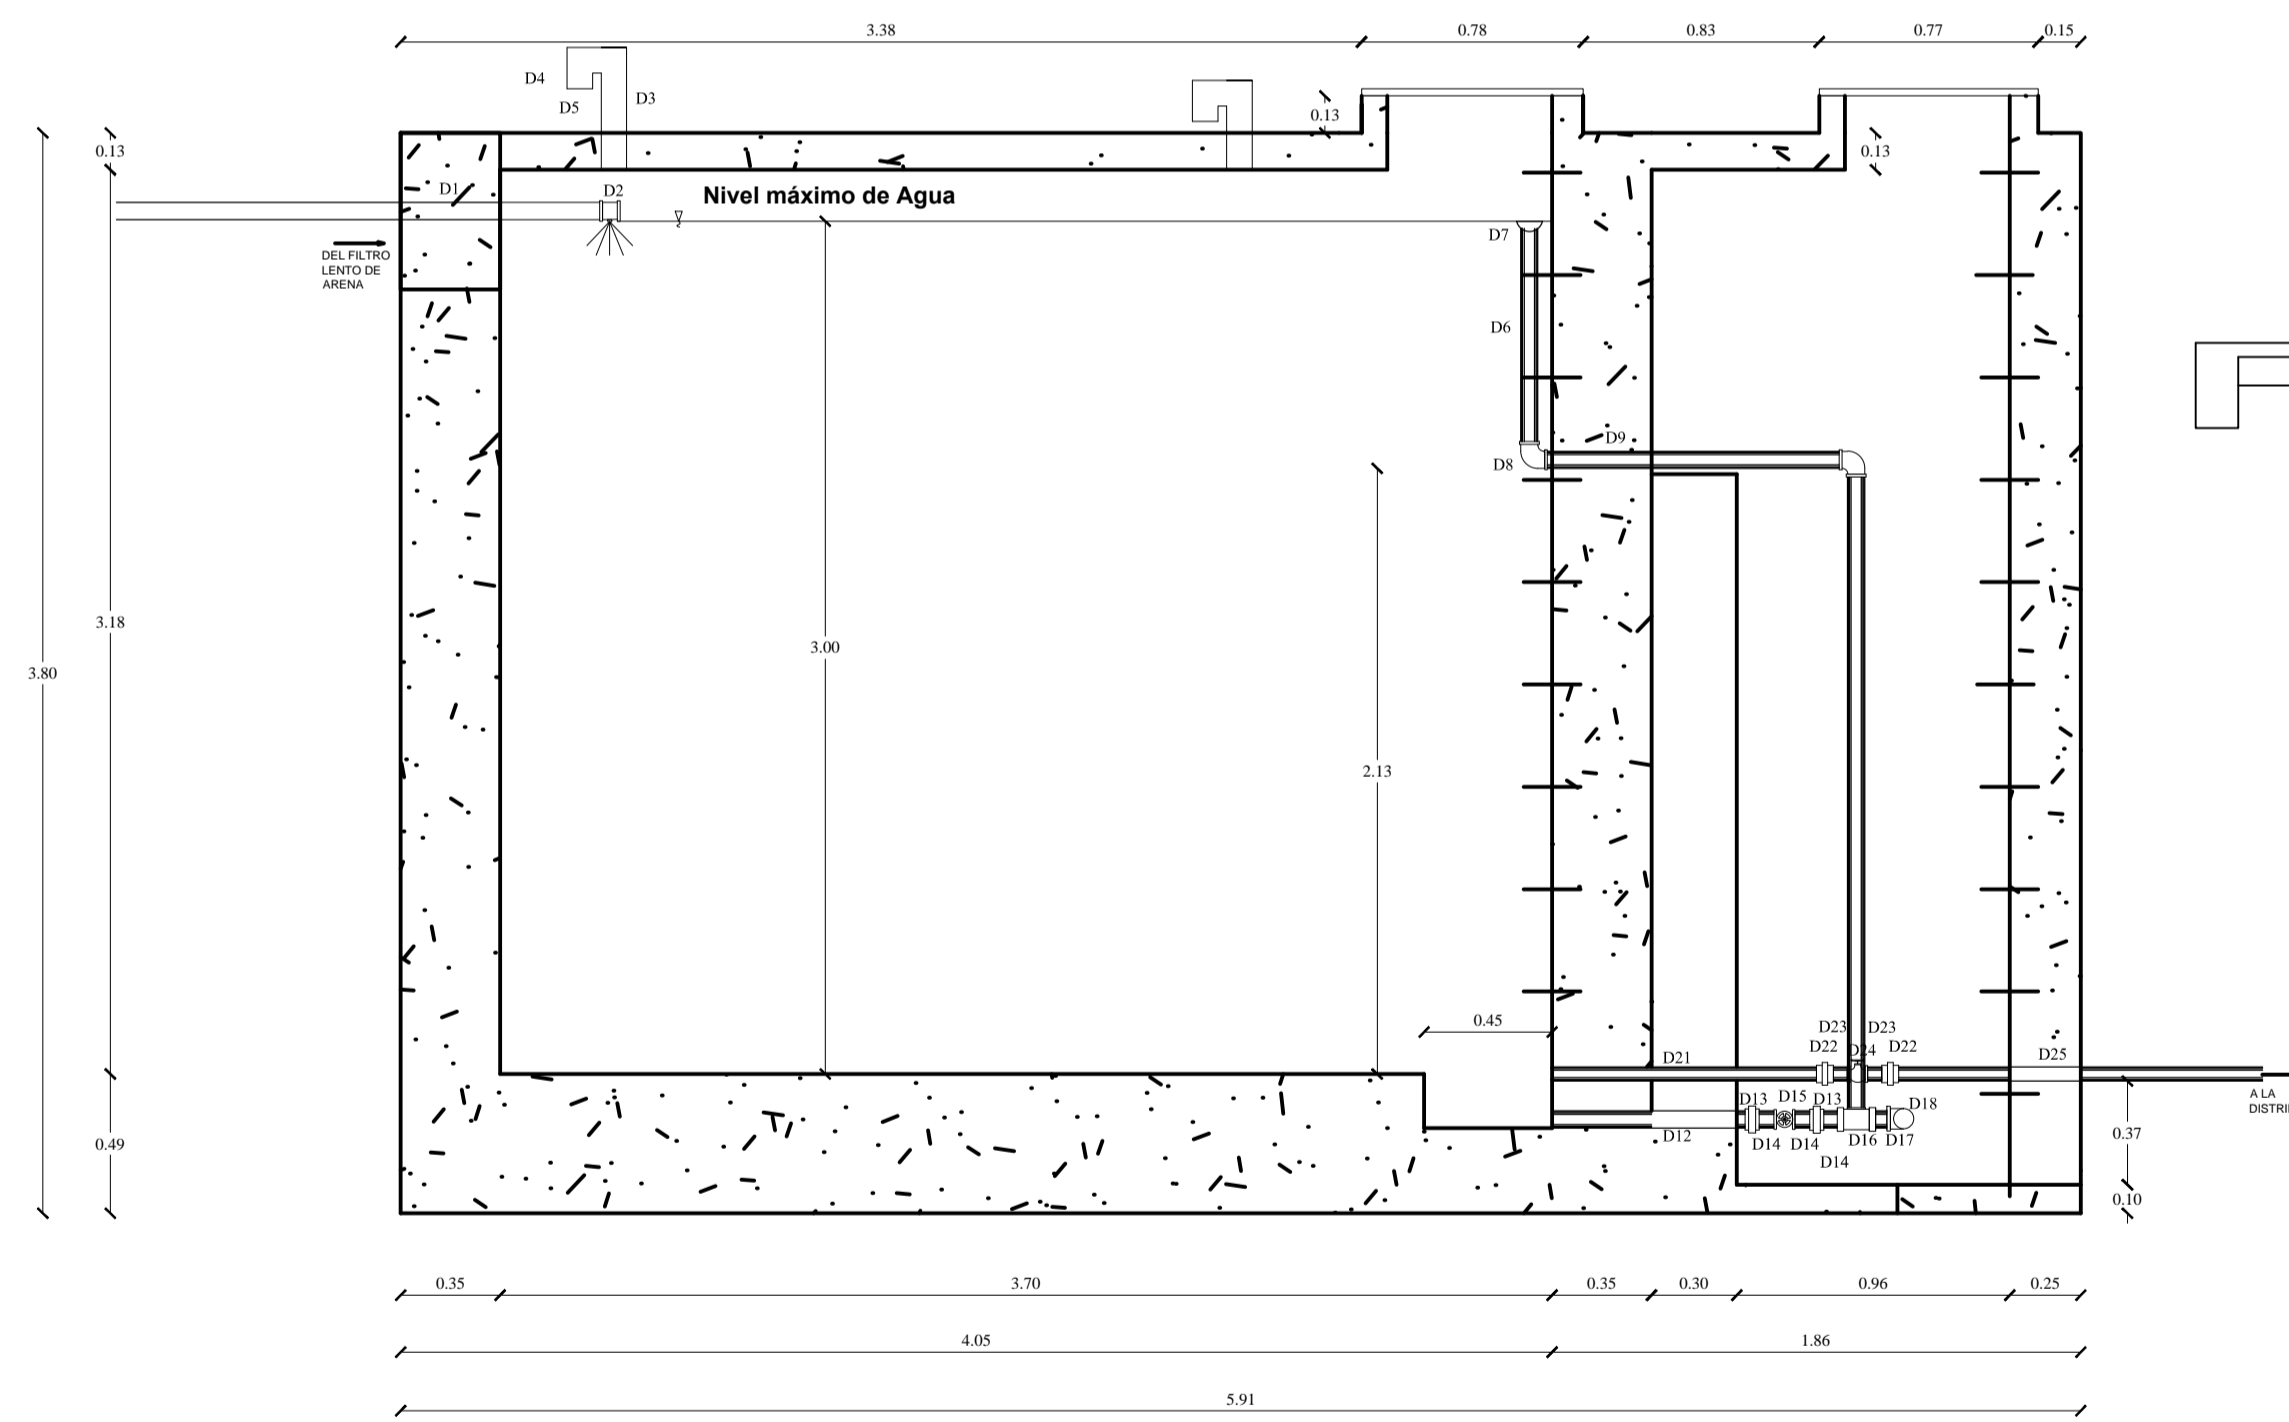 3.38
0.78
0.83
0.77
0.15
D4
D5
D3
0.13
0.13
0.13
D1
D2
Nivel máximo de Agua
D7
DEL FILTRO
LENTO DE
ARENA
D6
D9
D8
3.18
3.00
3.80
2.13
0.45
D23
D23
D22
D24
D22
D21
D25
A LA
DISTRI
D13
D15
D13
D18
D12
D14
D14
D16
D17
D14
0.49
0.37
0.10
0.35
3.70
0.35
0.30
0.96
0.25
4.05
1.86
5.91